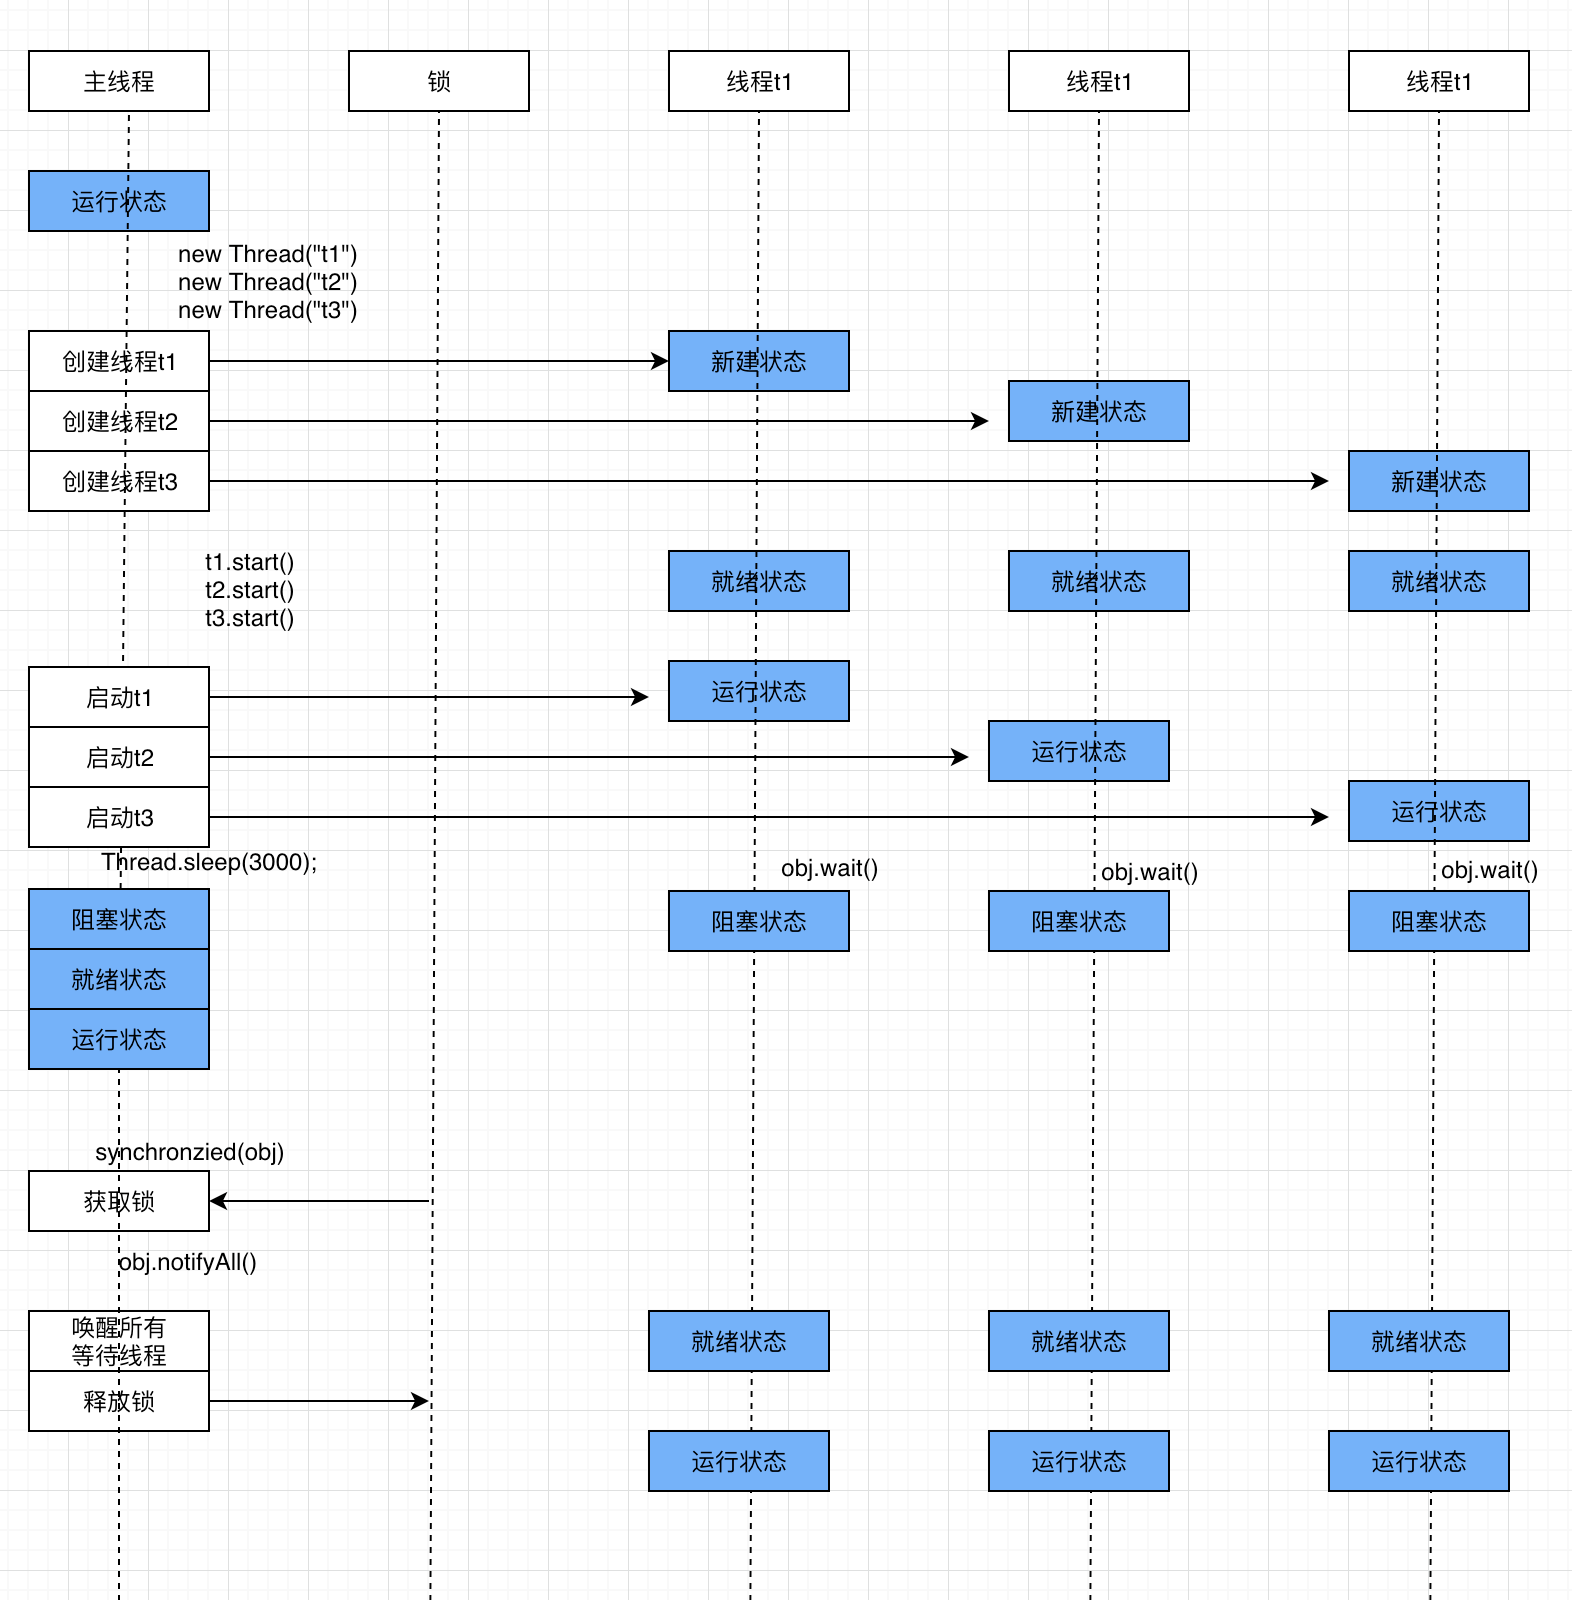 主线程
锁
线程t1
线程t1
线程t1
运行状态
new Thread("t1")
new Thread("t2")
new Thread("t3")
创建线程t1
新建状态
创建线程t2
新建状态
创建线程t3
新建状态
t1.start()
t2.start()
t3.start()
就绪状态
就绪状态
就绪状态
启动t1
运行状态
启动t2
运行状态
启动t3
运行状态
Thread.sleep(3000);
obj.wait()
obj.wait()
obj.wait()
阻塞状态
阻塞状态
阻塞状态
阻塞状态
就绪状态
运行状态
synchronzied(obj)
获取锁
obj.notifyAll()
唤醒所有
等待线程
就绪状态
就绪状态
就绪状态
释放锁
运行状态
运行状态
运行状态